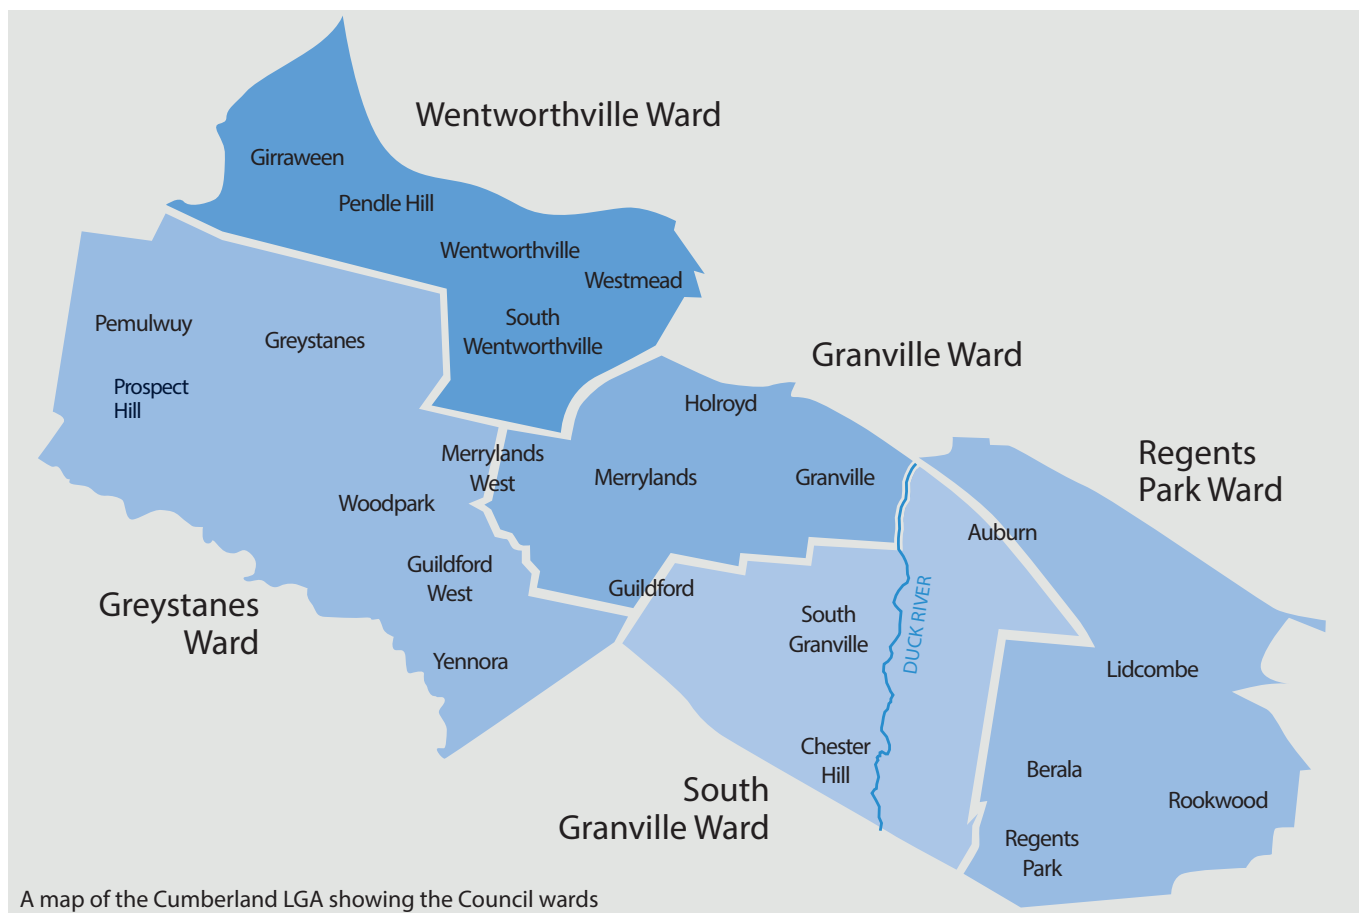 Wentworthville Ward
Girraween
Pendle Hill
Wentworthville
Westmead
South
Wentworthville
Pemulwuy
Greystanes
Prospect
Hill
Granville Ward
Holroyd
Merrylands
West
Merrylands
Granville
Woodpark
Regents
Park Ward
Auburn
Guildford
West
Guildford
Greystanes
Ward
South
Granville
DUCK RIVER
Yennora
Lidcombe
Chester
Hill
Berala
Rookwood
South
Granville Ward
Regents
Park
A map of the Cumberland LGA showing the Council wards